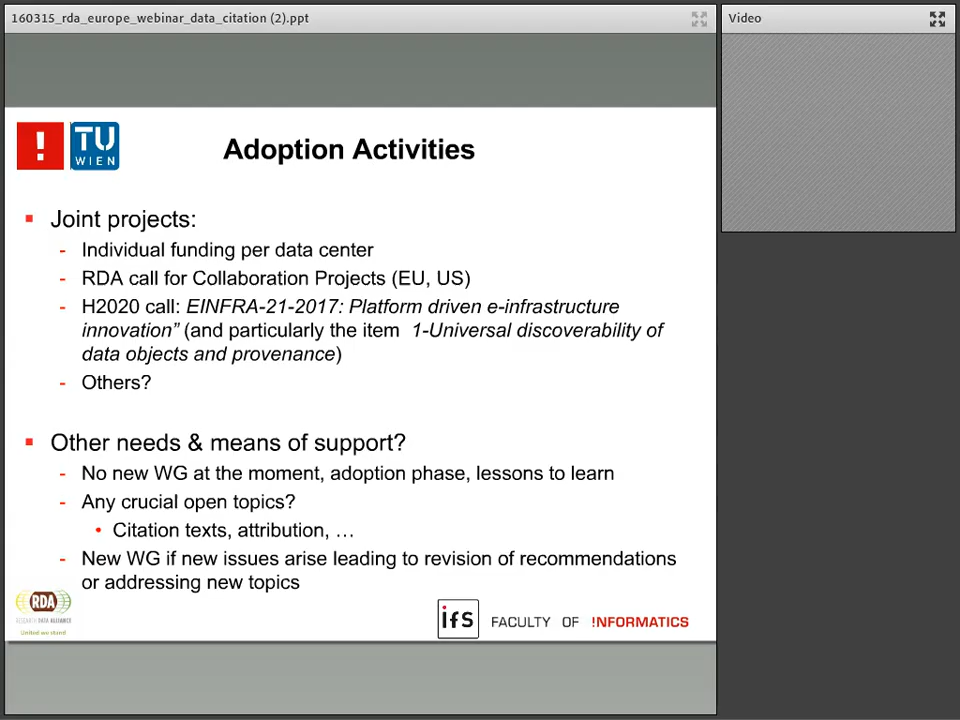 160315_rda_europe_webinar_data_citation (2).ppt
Video
! TU
WIEN
Adoption Activities
▪ Joint projects:
- Individual funding per data center
- RDA call for Collaboration Projects (EU, US)
- H2020 call: EINFRA-21-2017: Platform driven e-infrastructure
innovation” (and particularly the item 1-Universal discoverability of
data objects and provenance)
- Others?
▪ Other needs & means of support?
- No new WG at the moment, adoption phase, lessons to learn
- Any crucial open topics?
• Citation texts, attribution, …
- New WG if new issues arise leading to revision of recommendations
or addressing new topics
RDA
RESEARCH DATA ALLIANCE
United we stand
ifs FACULTY OF !NFORMATICS